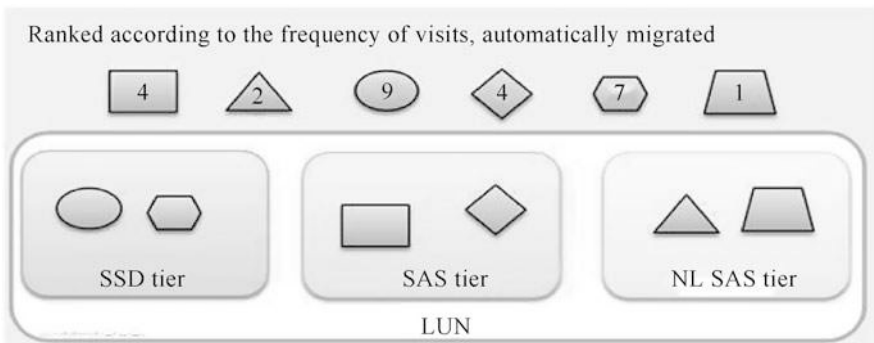 Ranked according to the frequency of visits, automatically migrated
4 2 9 4 7 1
SSD tier SAS tier NL SAS tier
LUN